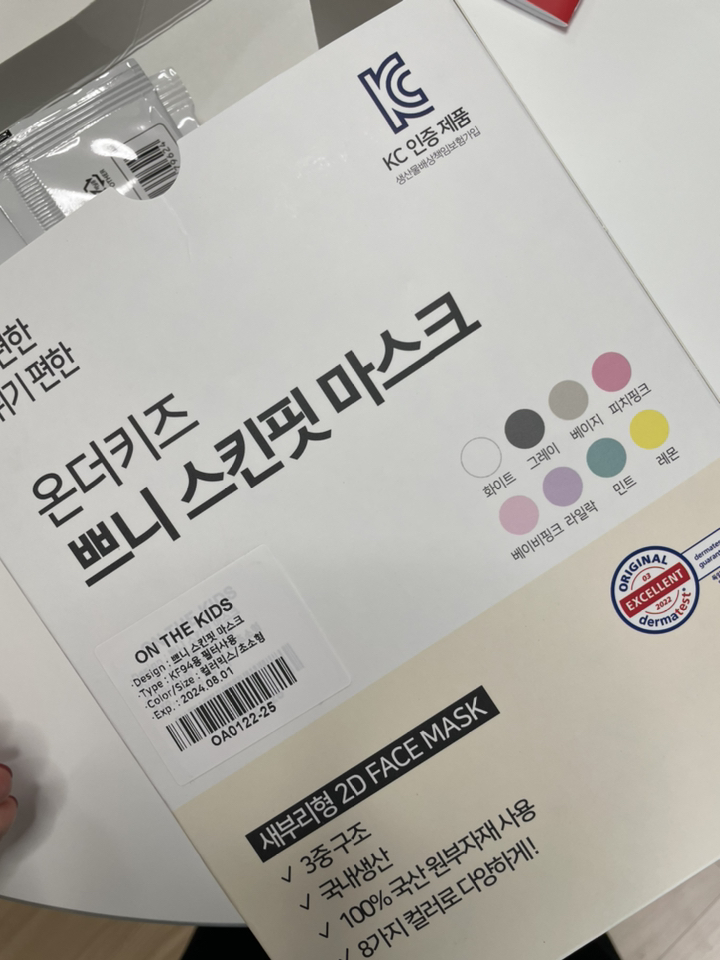 KC 인증 제품
생산물배상책임보험가입
편한
쉬기 편한
온더키즈
쁘니 스킨핏 마스크
화이트 그레이 베이지 피치핑크
베이비핑크 라일락 민트 레몬
ORIGINAL
03
EXCELLENT
2022
dermatest
ON THE KIDS
·Design : 쁘니 스킨핏 마스크
·Type : KF94용 필터사용
·Color/Size : 컬러믹스/초소형
·Exp : 2024.08.01
OA0122-25
새부리형 2D FACE MASK
✓ 3중 구조
✓ 국내생산
✓ 100% 국산 원부자재 사용
✓ 8가지 컬러로 다양하게!
OTHER